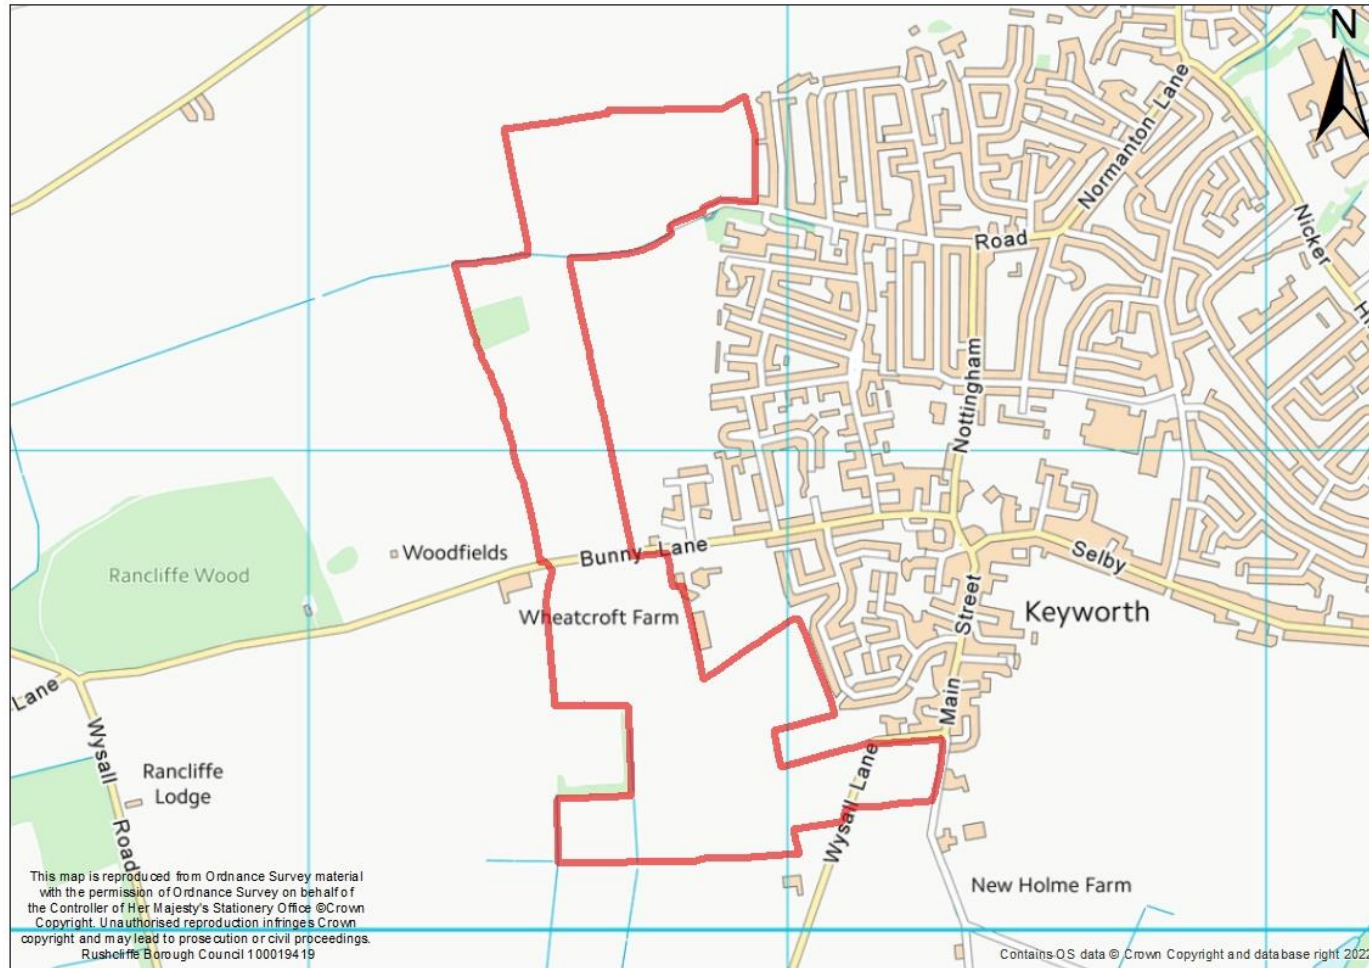 N
Normanton Lane
Nicker
Road
Nottingham
Woodfields
Bunny Lane
Selby
Rancliffe Wood
Wheatcroft Farm
Street
Keyworth
Lane
Main
Wysall
Road
Rancliffe
Lodge
Wysall Lane
New Holme Farm
This map is reproduced from Ordnance Survey material
with the permission of Ordnance Survey on behalf of
the Controller of Her Majesty's Stationery Office ©Crown
Copyright. Unauthorised reproduction infringes Crown
copyright and may lead to prosecution or civil proceedings.
Rushcliffe Borough Council 100019419
Contains OS data © Crown Copyright and database right 2022